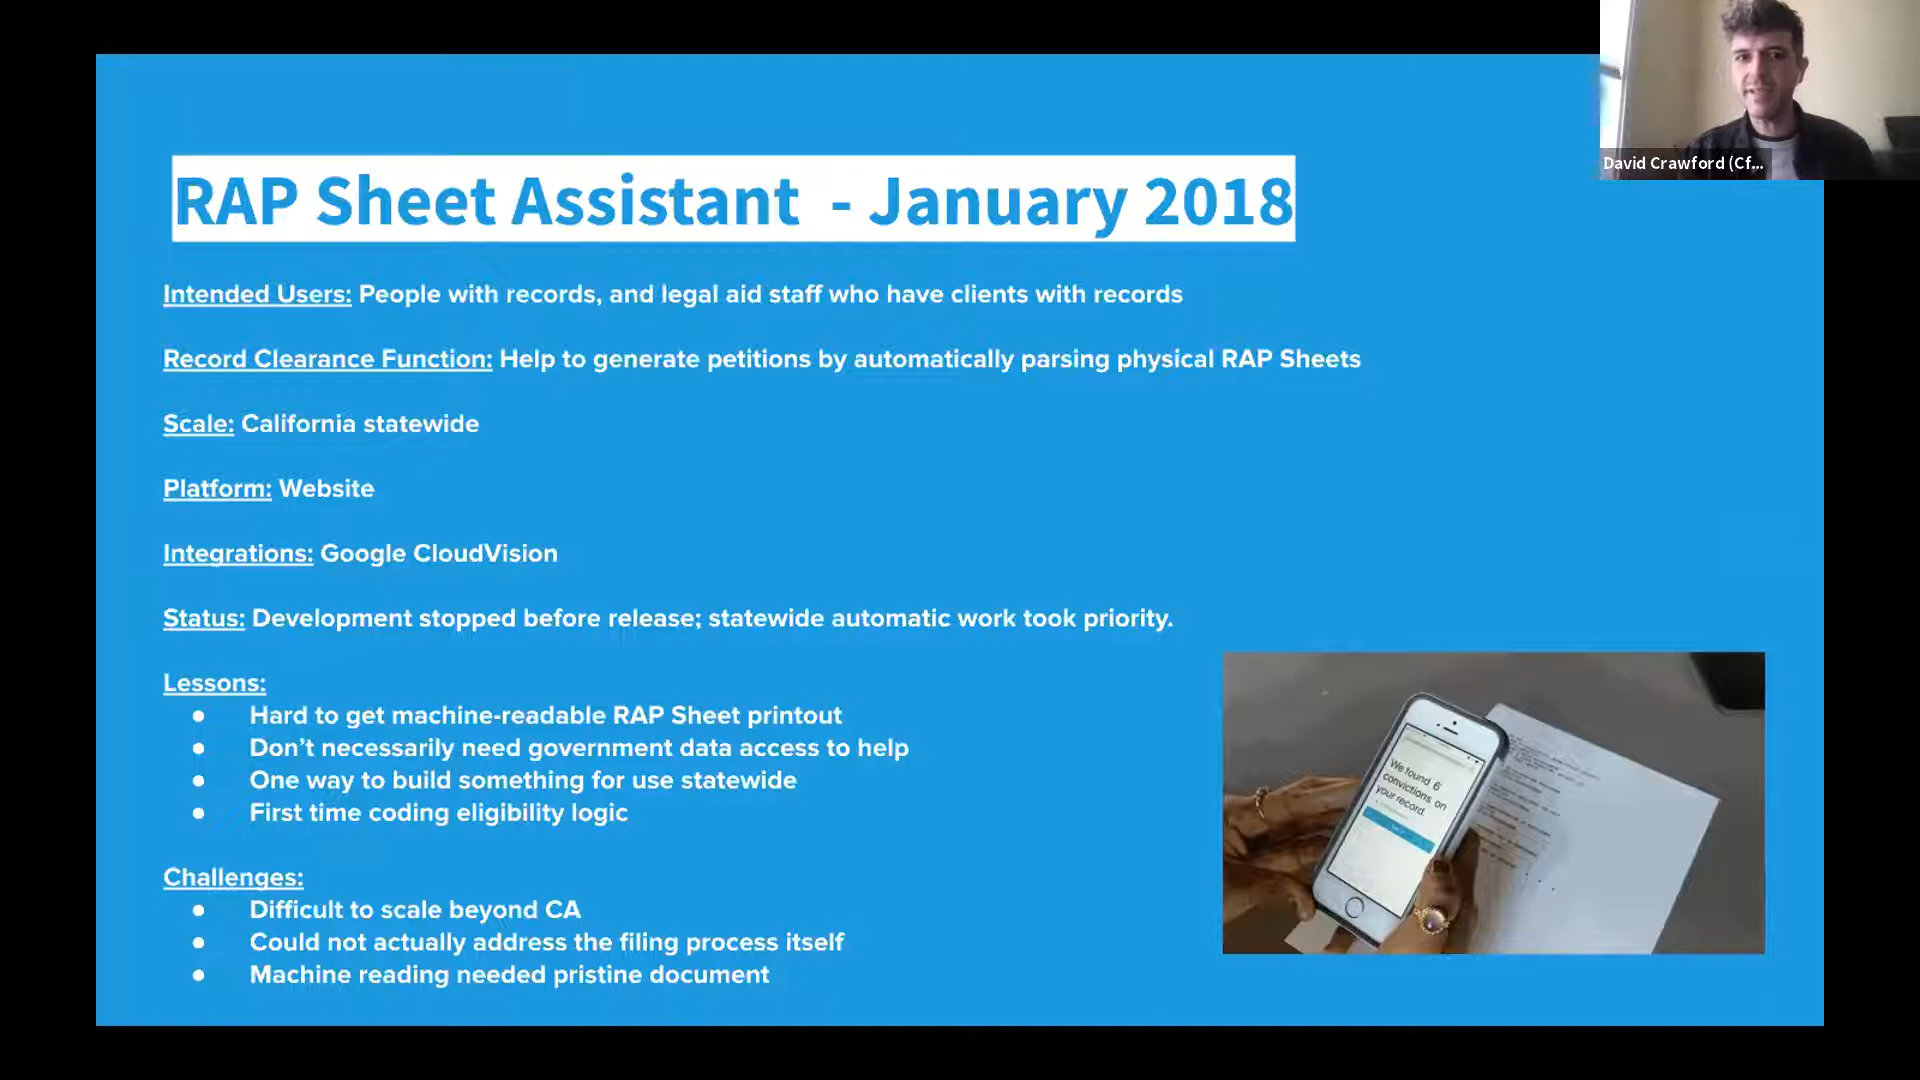 David Crawford (Cf...
RAP Sheet Assistant - January 2018
Intended Users: People with records, and legal aid staff who have clients with records
Record Clearance Function: Help to generate petitions by automatically parsing physical RAP Sheets
Scale: California statewide
Platform: Website
Integrations: Google CloudVision
Status: Development stopped before release; statewide automatic work took priority.
Lessons:
● Hard to get machine-readable RAP Sheet printout
● Don’t necessarily need government data access to help
● One way to build something for use statewide
● First time coding eligibility logic
Challenges:
● Difficult to scale beyond CA
● Could not actually address the filing process itself
● Machine reading needed pristine document
We found 6
convictions on
your record.